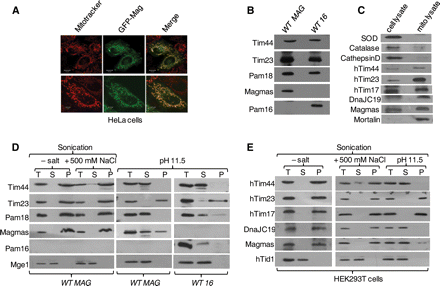 A
Mitotracker GFP-Mag Merge
HeLa cells
B
WT MAG WT 16
Tim44
Tim23
Pam18
Magmas
Pam16
C
cell lysate mito lysate
SOD
Catalase
CathepsinD
hTim44
hTim23
hTim17
DnaJC19
Magmas
Mortalin
D
Sonication
– salt + 500 mM NaCl pH 11.5
T S P T S P T S P T S P
Tim44
Tim23
Pam18
Magmas
Pam16
Mge1
WT MAG WT MAG WT 16
E
Sonication
– salt + 500 mM NaCl pH 11.5
T S P T S P T S P
hTim44
hTim23
hTim17
DnaJC19
Magmas
hTid1
HEK293T cells